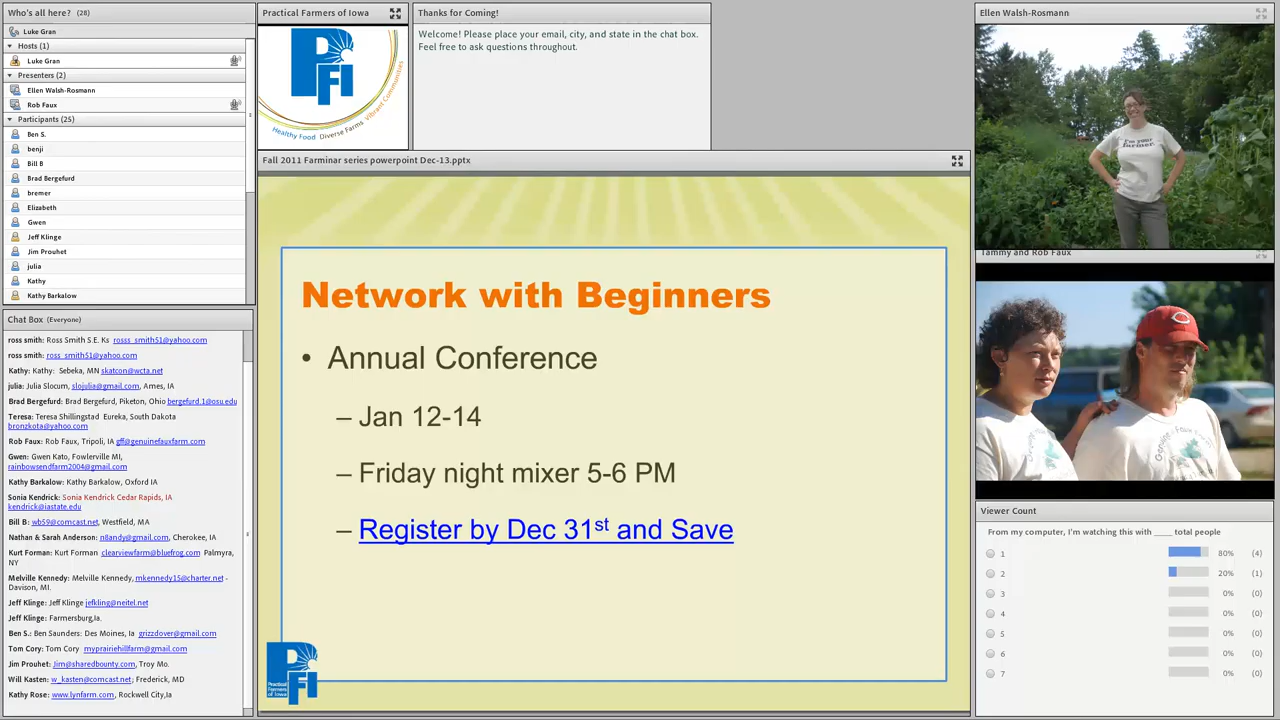 Who's all here? (28)
Luke Gran
Hosts (1)
Luke Gran
Presenters (2)
Ellen Walsh-Rosmann
Rob Faux
Participants (25)
Ben S.
benji
Bill B
Brad Bergefurd
bremer
Elizabeth
Gwen
Jeff Klinge
Jim Prouhet
julia
Kathy
Kathy Barkalow
Chat Box (Everyone)
ross smith: Ross Smith S.E. Ks rosss_smith51@yahoo.com
ross smith: ross_smith51@yahoo.com
Kathy: Kathy: Sebeka, MN skatcon@wcta.net
julia: Julia Slocum, slojulia@gmail.com, Ames, IA
Brad Bergefurd: Brad Bergefurd, Piketon, Ohio bergefurd.1@osu.edu
Teresa: Teresa Shillingstad Eureka, South Dakota
bronzkota@yahoo.com
Rob Faux: Rob Faux, Tripoli, IA gff@genuinefauxfarm.com
Gwen: Gwen Kato, Fowlerville MI,
rainbowsendfarm2004@gmail.com
Kathy Barkalow: Kathy Barkalow, Oxford IA
Sonia Kendrick: Sonia Kendrick Cedar Rapids, IA
kendrick@iastate.edu
Bill B: wb59@comcast.net, Westfield, MA
Nathan & Sarah Anderson: n8andy@gmail.com, Cherokee, IA
Kurt Forman: Kurt Forman clearviewfarm@bluefrog.com Palmyra,
NY
Melville Kennedy: Melville Kennedy, mkennedy15@charter.net -
Davison, MI.
Jeff Klinge: Jeff Klinge jefkling@neitel.net
Jeff Klinge: Farmersburg,Ia.
Ben S.: Ben Saunders: Des Moines, Ia grizzdover@gmail.com
Tom Cory: Tom Cory myprairiehillfarm@gmail.com
Jim Prouhet: Jim@sharedbounty.com, Troy Mo.
Will Kasten: w_kasten@comcast.net; Frederick, MD
Kathy Rose: www.lynfarm.com, Rockwell City,Ia
Practical Farmers of Iowa
PFI
Healthy Food Diverse Farms Vibrant Communities
Thanks for Coming!
Welcome! Please place your email, city, and state in the chat box.
Feel free to ask questions throughout.
Fall 2011 Farminar series powerpoint Dec-13.pptx
Network with Beginners
• Annual Conference
– Jan 12-14
– Friday night mixer 5-6 PM
– Register by Dec 31st and Save
PFI
Practical Farmers of Iowa
Ellen Walsh-Rosmann
I'm your farmer.
Tammy and Rob Faux
Viewer Count
From my computer, I'm watching this with ____ total people
1 80% (4)
2 20% (1)
3 0% (0)
4 0% (0)
5 0% (0)
6 0% (0)
7 0% (0)